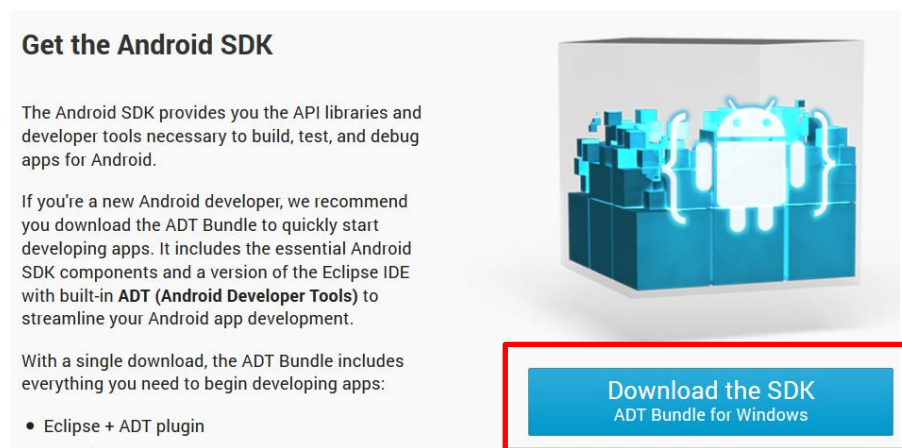 Get the Android SDK
The Android SDK provides you the API libraries and
developer tools necessary to build, test, and debug
apps for Android.
If you're a new Android developer, we recommend
you download the ADT Bundle to quickly start
developing apps. It includes the essential Android
SDK components and a version of the Eclipse IDE
with built-in ADT (Android Developer Tools) to
streamline your Android app development.
With a single download, the ADT Bundle includes
everything you need to begin developing apps:
• Eclipse + ADT plugin
Download the SDK
ADT Bundle for Windows